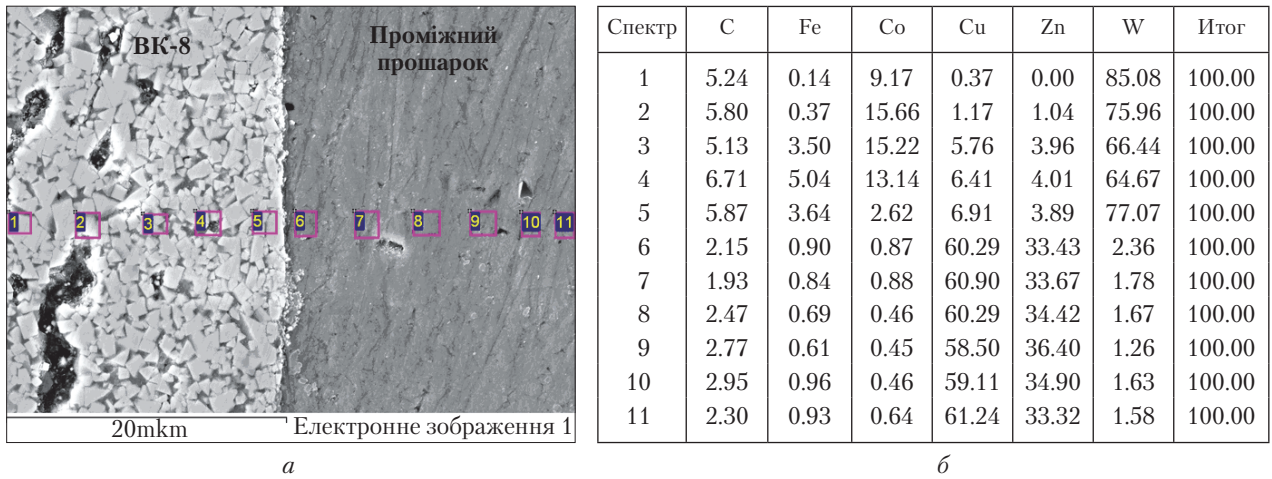 ВК-8
Проміжний
прошарок
1 2 3 4 5 6 7 8 9 10 11
20mkm Електронне зображення 1
а
Спектр C Fe Co Cu Zn W Итог
1 5.24 0.14 9.17 0.37 0.00 85.08 100.00
2 5.80 0.37 15.66 1.17 1.04 75.96 100.00
3 5.13 3.50 15.22 5.76 3.96 66.44 100.00
4 6.71 5.04 13.14 6.41 4.01 64.67 100.00
5 5.87 3.64 2.62 6.91 3.89 77.07 100.00
6 2.15 0.90 0.87 60.29 33.43 2.36 100.00
7 1.93 0.84 0.88 60.90 33.67 1.78 100.00
8 2.47 0.69 0.46 60.29 34.42 1.67 100.00
9 2.77 0.61 0.45 58.50 36.40 1.26 100.00
10 2.95 0.96 0.46 59.11 34.90 1.63 100.00
11 2.30 0.93 0.64 61.24 33.32 1.58 100.00
б